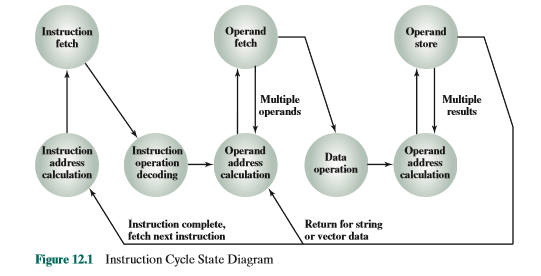 Instruction
fetch
Operand
fetch
Operand
store
Multiple
operands
Multiple
results
Instruction
address
calculation
Instruction
operation
decoding
Operand
address
calculation
Data
operation
Operand
address
calculation
Instruction complete,
fetch next instruction
Return for string
or vector data
Figure 12.1 Instruction Cycle State Diagram